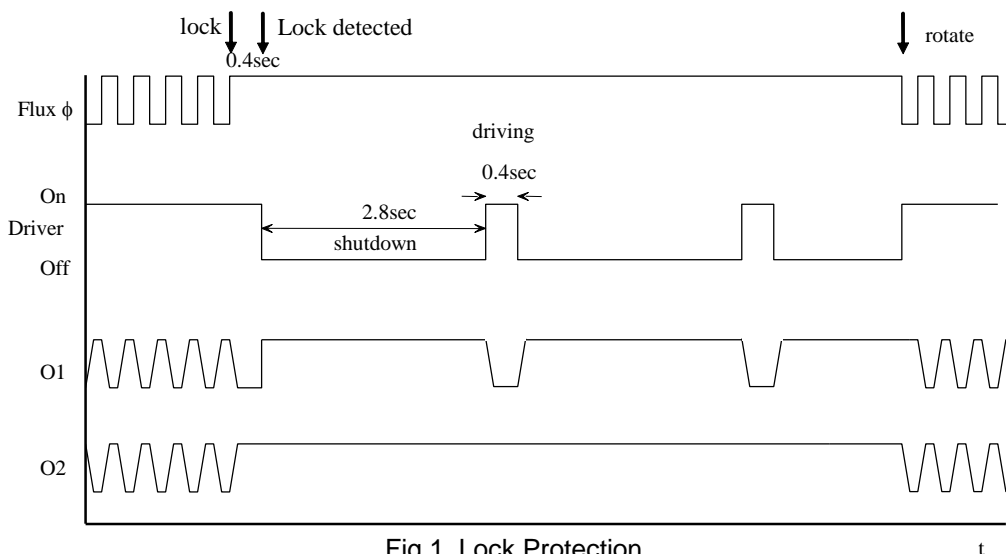 lock
Lock detected
rotate
0.4sec
Flux ϕ
driving
0.4sec
On
2.8sec
Driver
shutdown
Off
O1
O2
Fig.1 Lock Protection
t